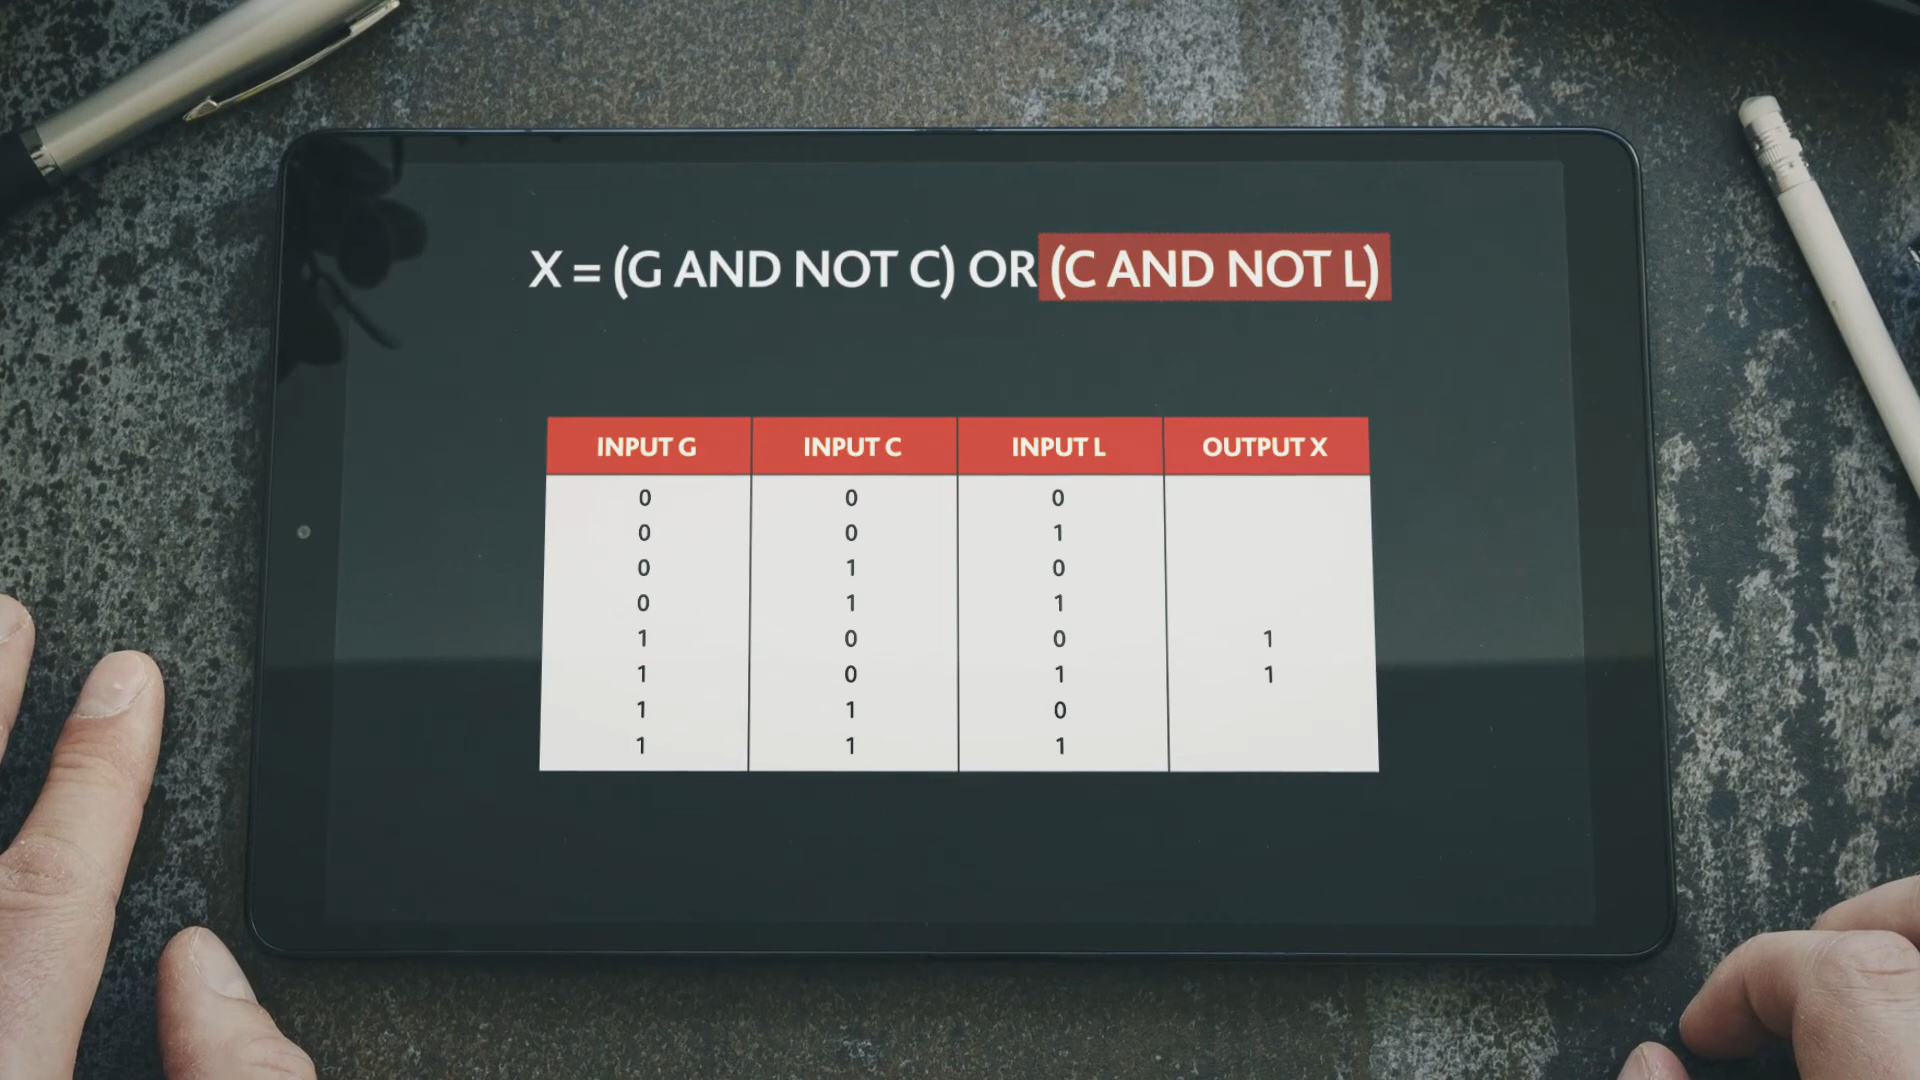 X = (G AND NOT C) OR (C AND NOT L)
INPUT G INPUT C INPUT L OUTPUT X
0 0 0
0 0 1
0 1 0
0 1 1
1 0 0 1
1 0 1 1
1 1 0
1 1 1